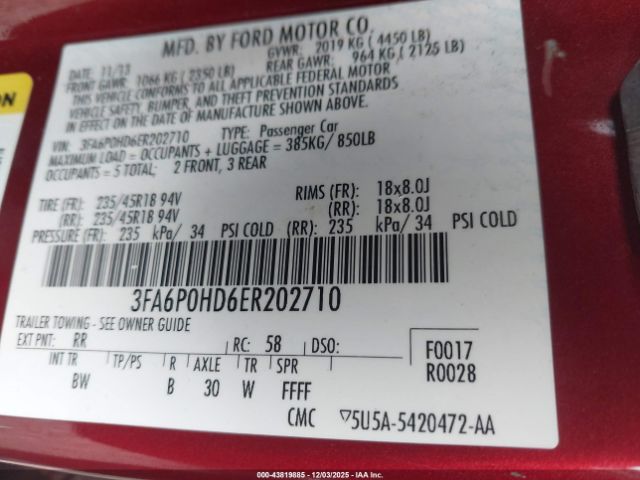 MFD. BY FORD MOTOR CO.
DATE: 11/13 GVWR: 2019 KG ( 4450 LB)
FRONT GAWR: 1066 KG ( 2350 LB) REAR GAWR: 964 KG ( 2125 LB)
THIS VEHICLE CONFORMS TO ALL APPLICABLE FEDERAL MOTOR
VEHICLE SAFETY, BUMPER, AND THEFT PREVENTION STANDARDS
IN EFFECT ON THE DATE OF MANUFACTURE SHOWN ABOVE.
VIN: 3FA6P0HD6ER202710 TYPE: Passenger Car
MAXIMUM LOAD = OCCUPANTS + LUGGAGE = 385KG/ 850LB
OCCUPANTS = 5 TOTAL: 2 FRONT, 3 REAR
TIRE (FR): 235/45R18 94V RIMS (FR): 18x8.0J
(RR): 235/45R18 94V (RR): 18x8.0J
PRESSURE (FR): 235 kPa/ 34 PSI COLD (RR): 235 kPa/ 34 PSI COLD
3FA6P0HD6ER202710
TRAILER TOWING - SEE OWNER GUIDE
EXT PNT: RR RC: 58 DSO: F0017
INT TR TP/PS R AXLE TR SPR R0028
BW B 30 W FFFF
CMC ▽5U5A-5420472-AA
000-43819885 * 12/03/2025 * IAA Inc.